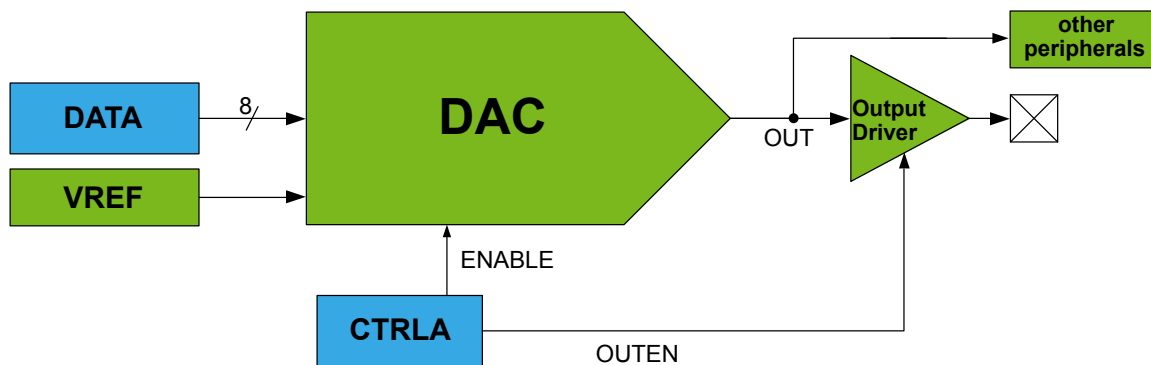 other
peripherals
DATA
8
DAC
OUT
Output
Driver
VREF
ENABLE
CTRLA
OUTEN